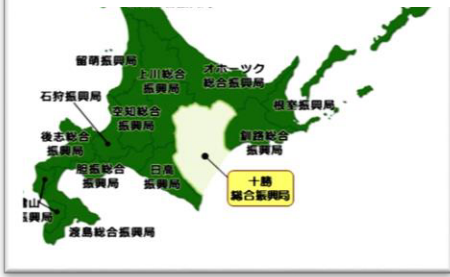 留萌振興局
上川総合
振興局
オホーツク
総合振興局
石狩振興局
空知総合
振興局
根室振興局
後志総合
振興局
釧路総合
振興局
胆振総合
振興局
日高
振興局
十勝
総合振興局
山
振興局
渡島総合振興局